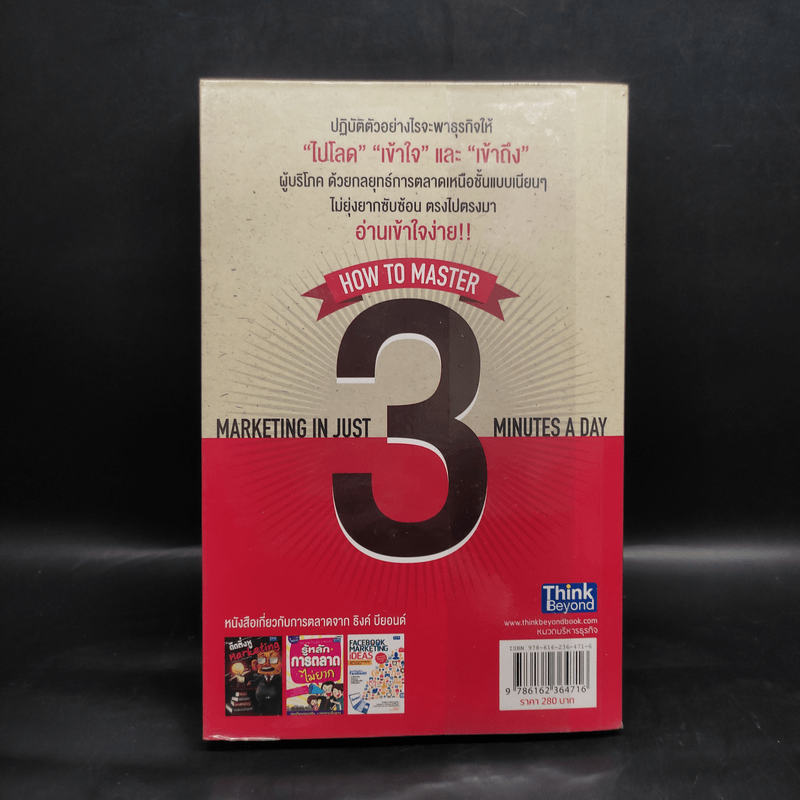 ปฏิบัติตัวอย่างไรจะพาธุรกิจให้
“ไปโลด” “เข้าใจ” และ “เข้าถึง”
ผู้บริโภค ด้วยกลยุทธ์การตลาดเหนือชั้นแบบเนียนๆ
ไม่ยุ่งยากซับซ้อน ตรงไปตรงมา
อ่านเข้าใจง่าย!!
HOW TO MASTER
3
MARKETING IN JUST
MINUTES A DAY
Think
Beyond
www.thinkbeyondbook.com
หมวดบริหารธุรกิจ
หนังสือเกี่ยวกับการตลาดจาก ธิงค์ บียอนด์
Marketing
รู้หลัก
การตลาด
ไม่ยาก
FACEBOOK
MARKETING
IDEAS
ISBN 978-616-236-471-6
9 786162 364716
ราคา 280 บาท